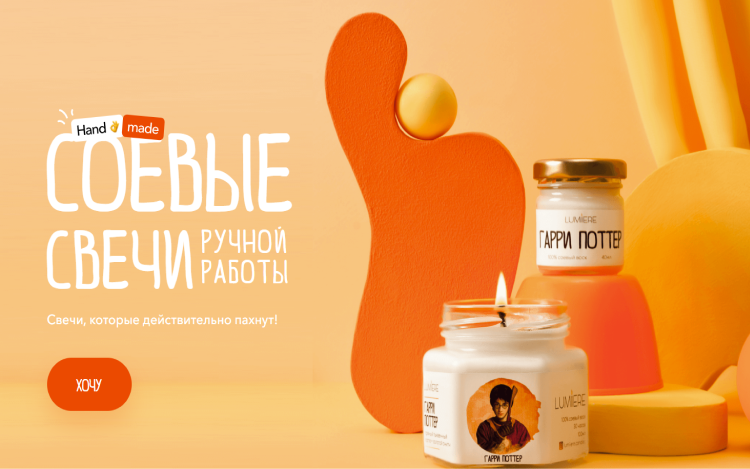 Hand made
СОЕВЫЕ
СВЕЧИ
РУЧНОЙ
РАБОТЫ
Свечи, которые действительно пахнут!
ХОЧУ
LUMIERE
ГАРРИ ПОТТЕР
LUMIERE
ГАРРИ
ПОТТЕР
ГАРРИ ПОТТЕР
LUMIERE